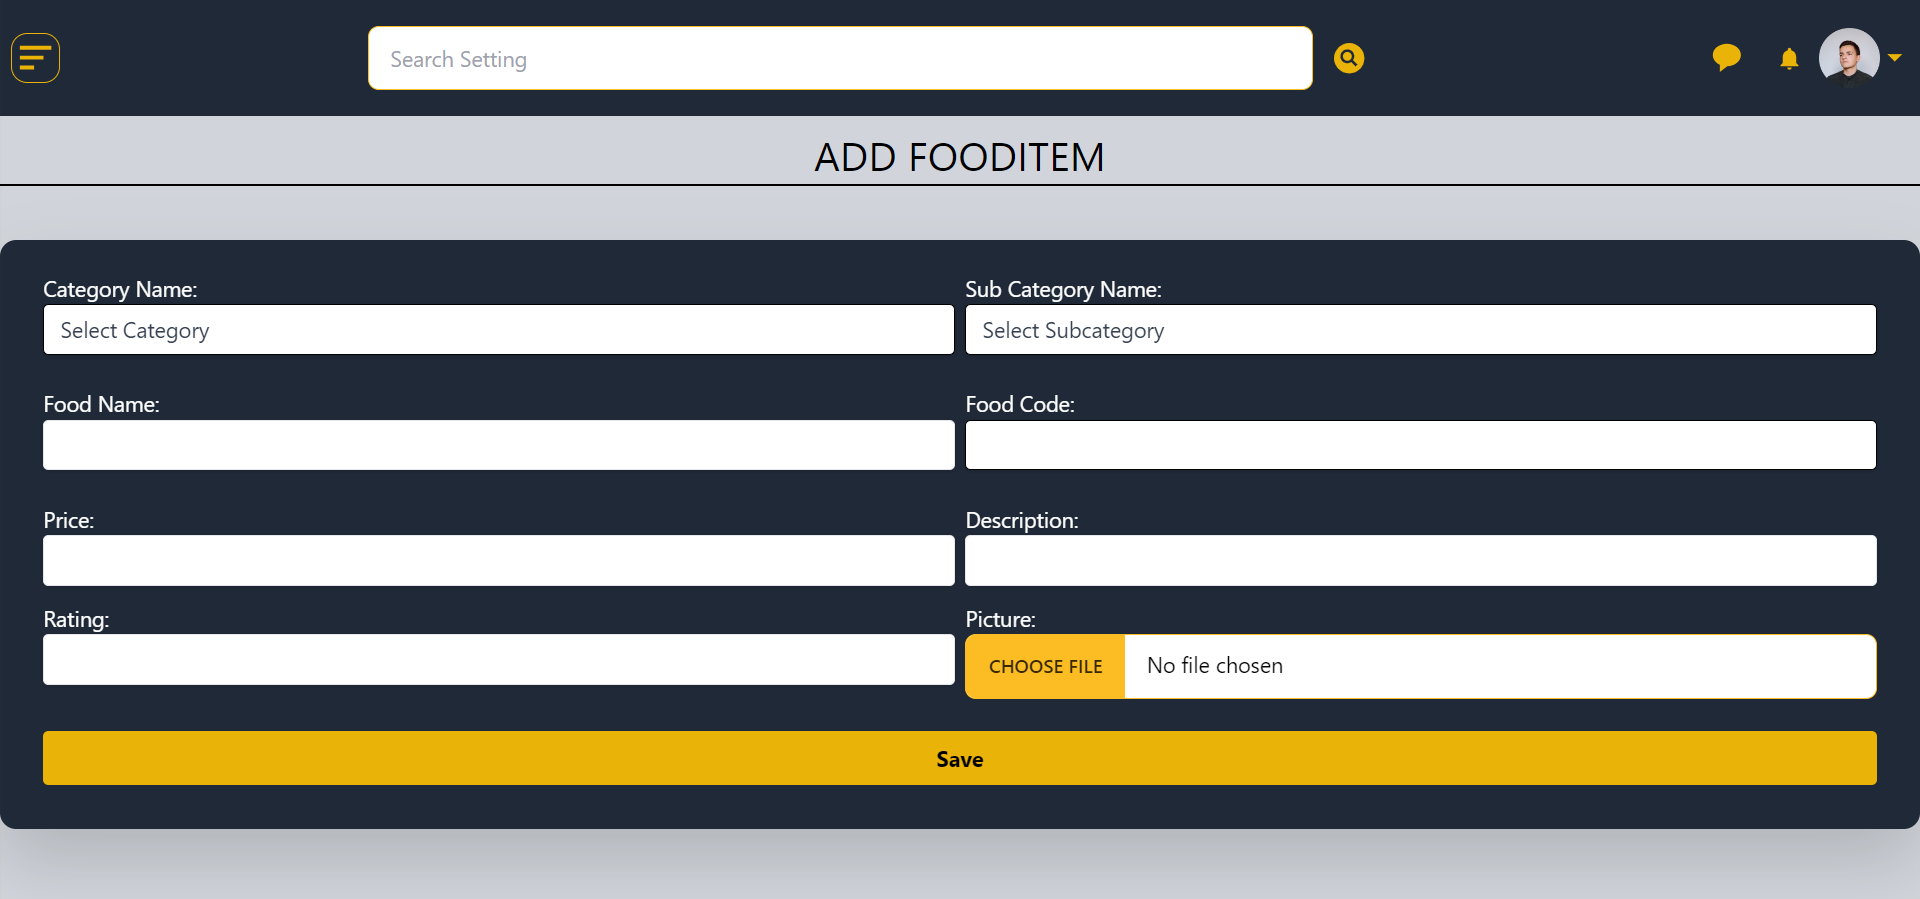 Search Setting
ADD FOODITEM
Category Name:
Sub Category Name:
Select Category
Select Subcategory
Food Name:
Food Code:
Price:
Description:
Rating:
Picture:
CHOOSE FILE
No file chosen
Save